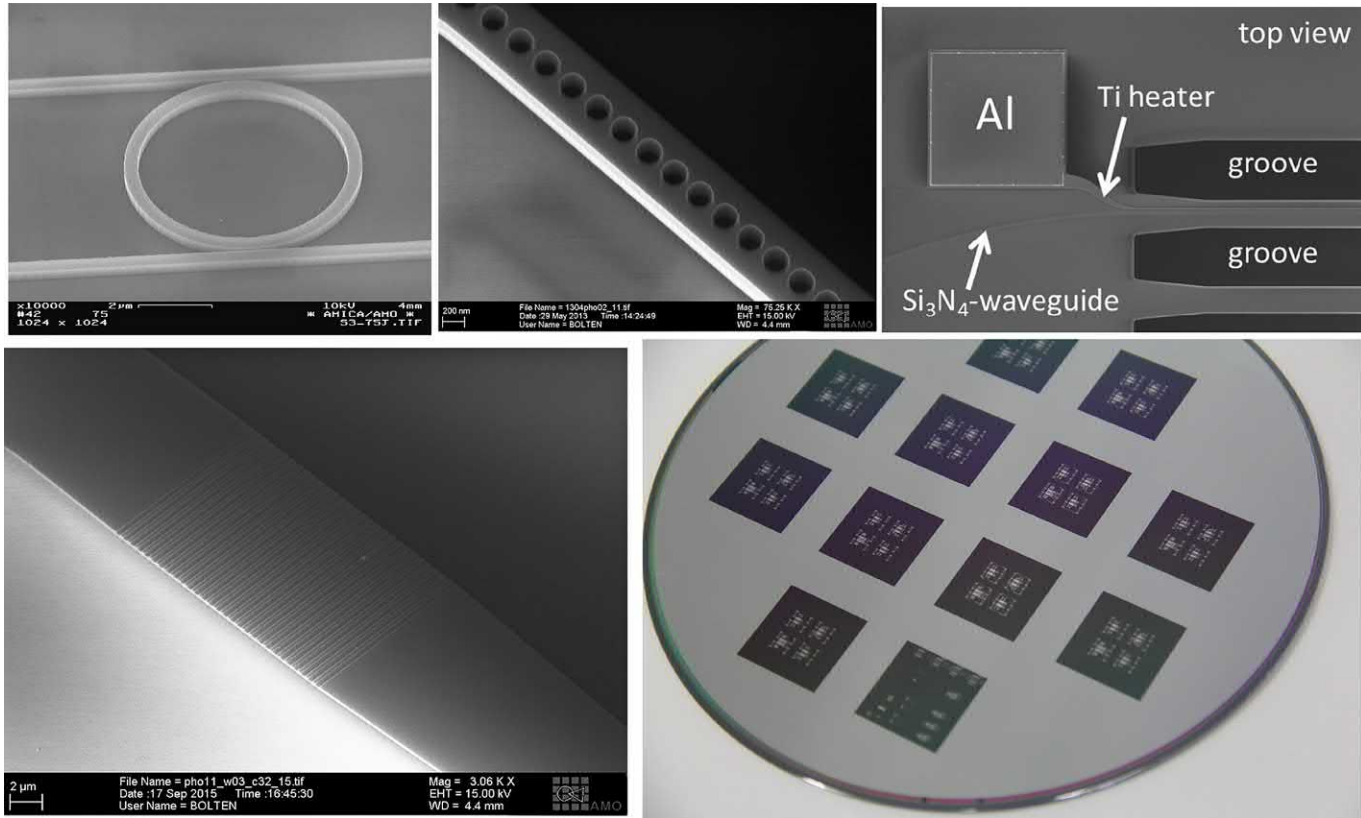 x10000 2µm 10kV 4mm
#42 75 * AMICA/AMO *
1024 x 1024 S3-7SJ.TIF
200 nm
File Name = 1304pho02_11.tif Mag = 75.25 K X
Date :29 May 2013 Time :14:24:49 EHT = 15.00 kV
User Name = BOLTEN WD = 4.4 mm AMO
top view
Ti heater
Al
groove
groove
Si₃N₄-waveguide
2 µm
File Name = pho11_w03_c32_15.tif Mag = 3.06 K X
Date :17 Sep 2015 Time :16:45:30 EHT = 15.00 kV
User Name = BOLTEN WD = 4.4 mm AMO